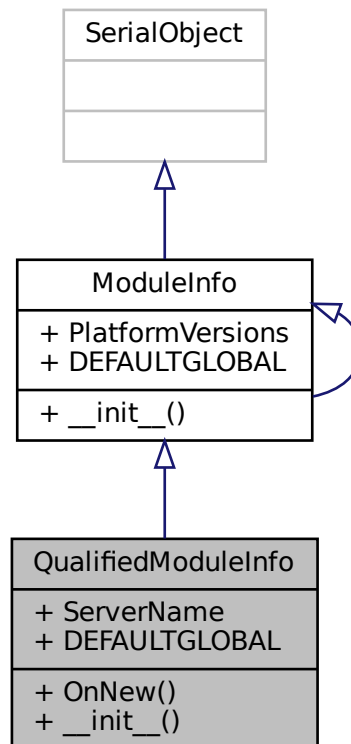 SerialObject
ModuleInfo
+ PlatformVersions
+ DEFAULTGLOBAL
+ __init__()
QualifiedModuleInfo
+ ServerName
+ DEFAULTGLOBAL
+ OnNew()
+ __init__()